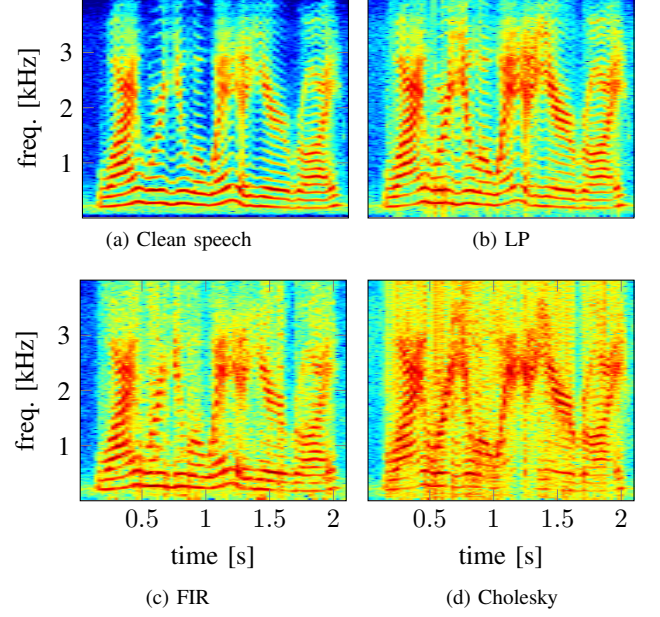 3
2
1
freq. [kHz]
(a) Clean speech
(b) LP
3
2
1
freq. [kHz]
0.5 1 1.5 2
0.5 1 1.5 2
time [s]
time [s]
(c) FIR
(d) Cholesky